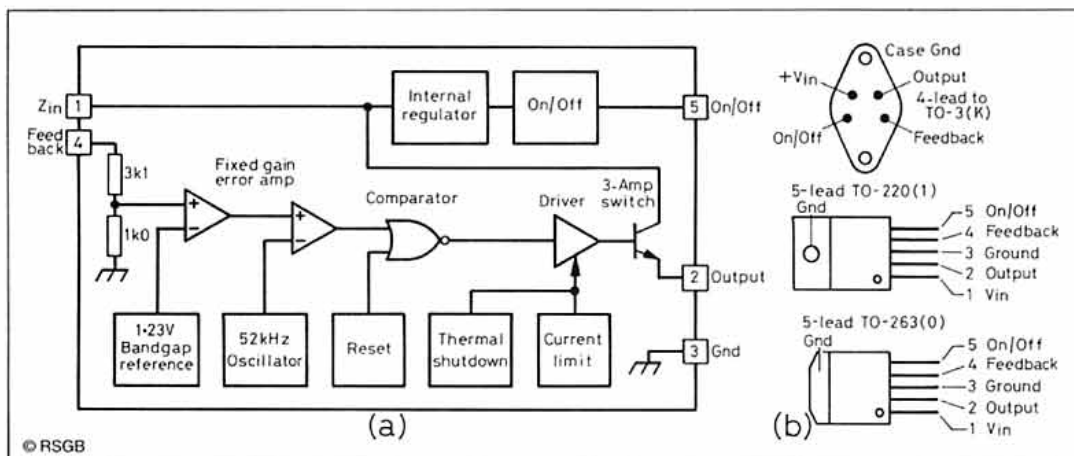 Zin
1
Feed
back
4
3k1
1k0
Fixed gain
error amp
+
−
+
−
Comparator
Internal
regulator
On/Off
5
On/Off
3-Amp
switch
Driver
2
Output
1·23V
Bandgap
reference
52kHz
Oscillator
Reset
Thermal
shutdown
Current
limit
3
Gnd
(a)
© RSGB
Case Gnd
+Vin
Output
4-lead to
TO-3(K)
On/Off
Feedback
5-lead TO-220(1)
Gnd
5 On/Off
4 Feedback
3 Ground
2 Output
1 Vin
5-lead TO-263(0)
Gnd
5 On/Off
4 Feedback
3 Ground
2 Output
1 Vin
(b)